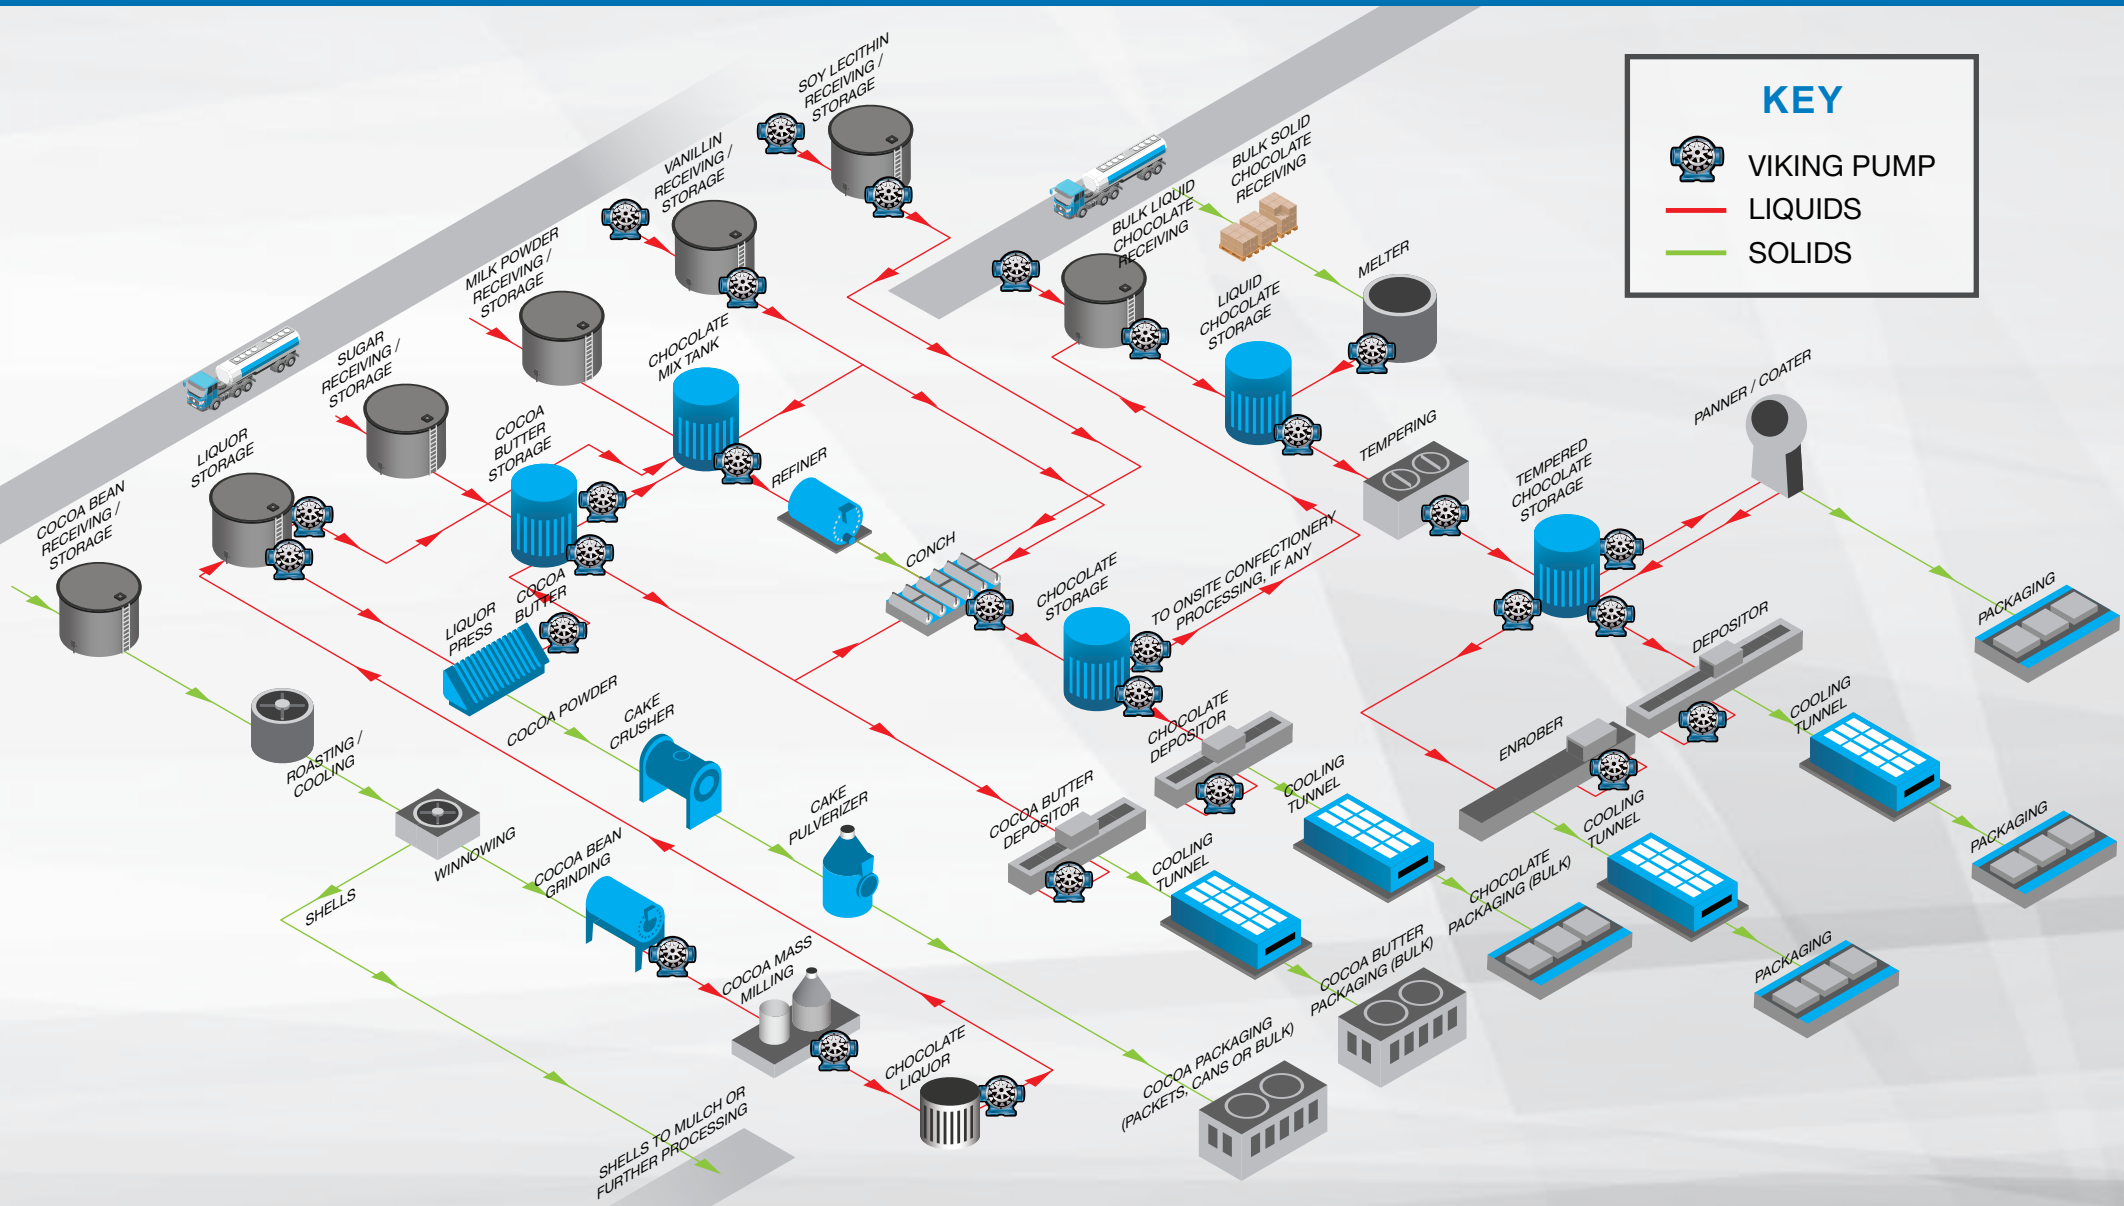 KEY
VIKING PUMP
LIQUIDS
SOLIDS
SOY LECITHIN
RECEIVING /
STORAGE
VANILLIN
RECEIVING /
STORAGE
MILK POWDER
RECEIVING /
STORAGE
SUGAR
RECEIVING /
STORAGE
LIQUOR
STORAGE
COCOA BEAN
RECEIVING /
STORAGE
COCOA
BUTTER
STORAGE
CHOCOLATE
MIX TANK
REFINER
CONCH
BULK LIQUID
CHOCOLATE
RECEIVING
BULK SOLID
CHOCOLATE
RECEIVING
LIQUID
CHOCOLATE
STORAGE
MELTER
TEMPERING
TEMPERED
CHOCOLATE
STORAGE
PANNER / COATER
PACKAGING
DEPOSITOR
COOLING
TUNNEL
PACKAGING
ENROBER
COOLING
TUNNEL
PACKAGING
CHOCOLATE
STORAGE
TO ONSITE CONFECTIONERY
PROCESSING, IF ANY
CHOCOLATE
DEPOSITOR
COOLING
TUNNEL
CHOCOLATE
PACKAGING (BULK)
COCOA BUTTER
DEPOSITOR
COOLING
TUNNEL
COCOA BUTTER
PACKAGING (BULK)
LIQUOR
PRESS
COCOA
BUTTER
COCOA POWDER
CAKE
CRUSHER
CAKE
PULVERIZER
COCOA PACKAGING
(PACKETS, CANS OR BULK)
ROASTING /
COOLING
WINNOWING
SHELLS
COCOA BEAN
GRINDING
COCOA MASS
MILLING
CHOCOLATE
LIQUOR
SHELLS TO MULCH OR
FURTHER PROCESSING